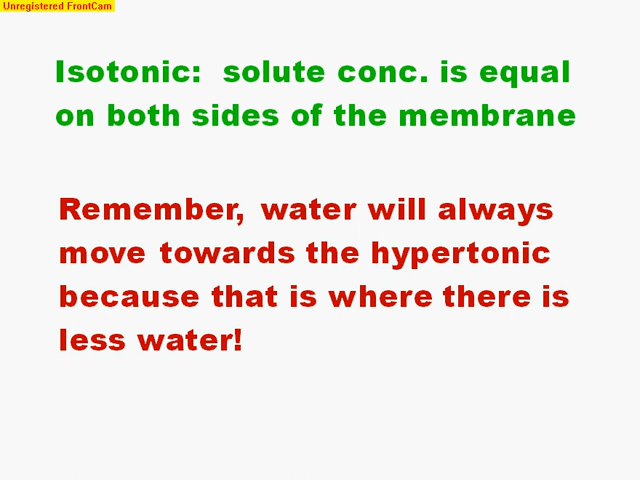 Unregistered FrontCam
Isotonic: solute conc. is equal
on both sides of the membrane
Remember, water will always
move towards the hypertonic
because that is where there is
less water!